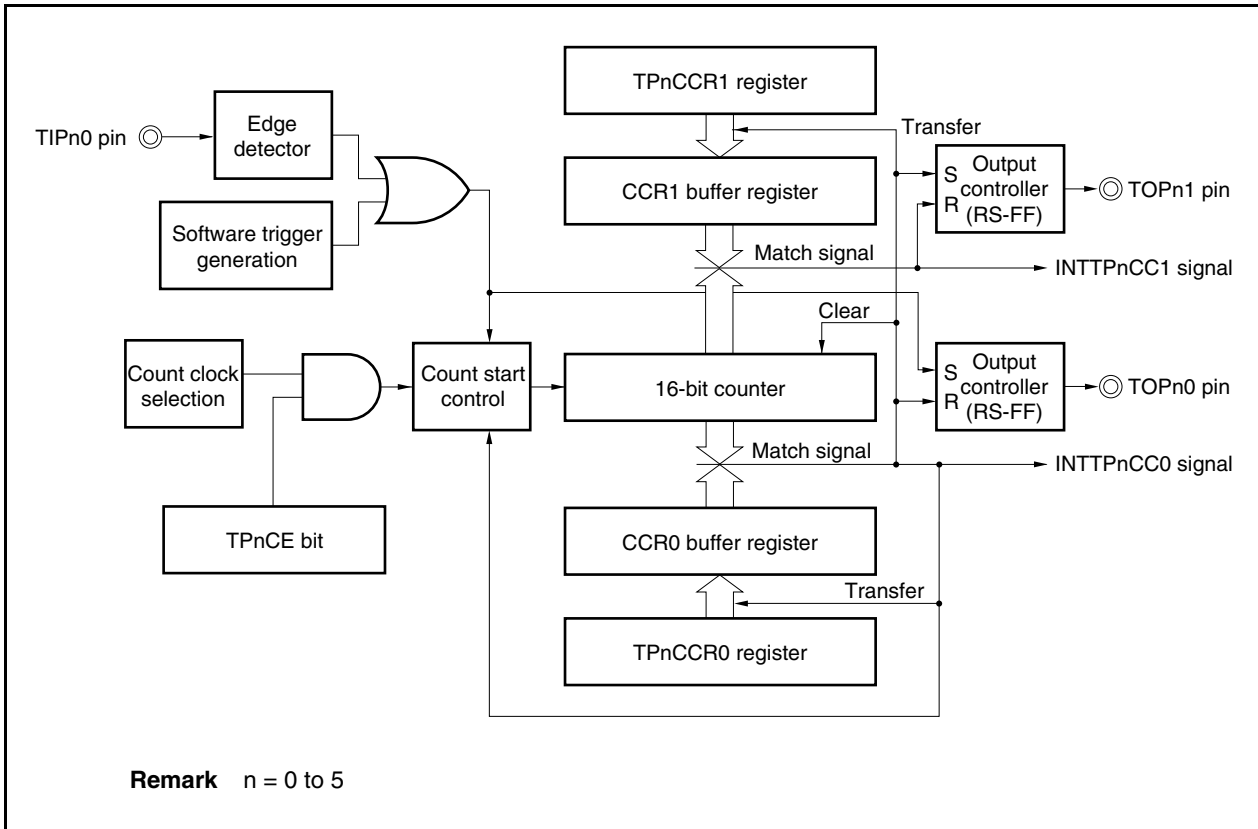 TPnCCR1 register
TIPn0 pin
Edge
detector
Transfer
CCR1 buffer register
S
R
Output
controller
(RS-FF)
TOPn1 pin
Software trigger
generation
Match signal
INTTPnCC1 signal
Clear
Count clock
selection
Count start
control
16-bit counter
S
R
Output
controller
(RS-FF)
TOPn0 pin
Match signal
INTTPnCC0 signal
TPnCE bit
CCR0 buffer register
Transfer
TPnCCR0 register
Remark n = 0 to 5